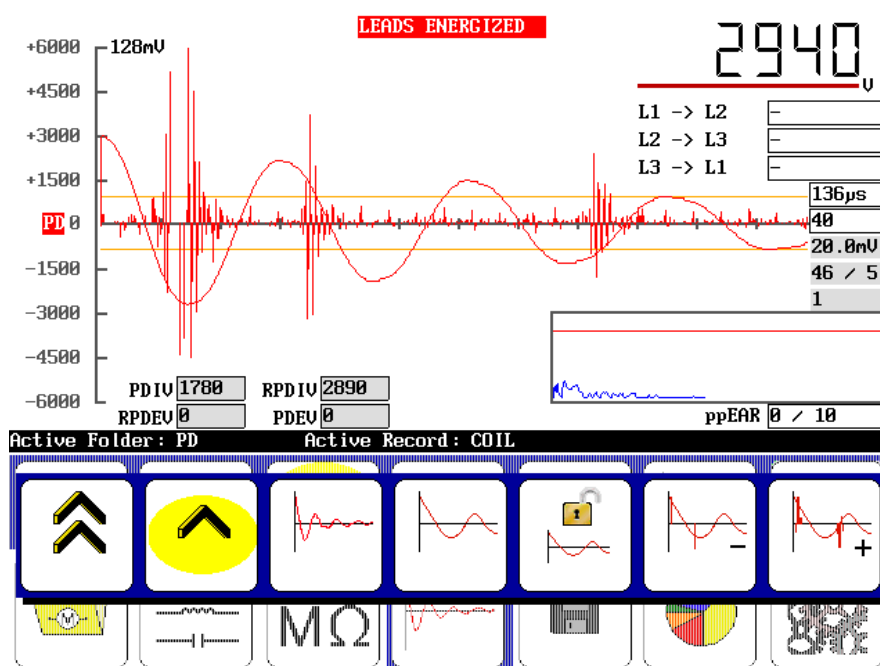 LEADS ENERGIZED
+6000
128mV
2940 V
+4500
L1 -> L2 -
+3000
L2 -> L3 -
L3 -> L1 -
+1500
136µs
PD 0
40
20.0mV
-1500
46 / 5
1
-3000
-4500
PDIV 1780 RPDIV 2890
-6000
RPDEV 0 PDEV 0
ppEAR 0 / 10
Active Folder: PD Active Record: COIL
- +
M
MΩ